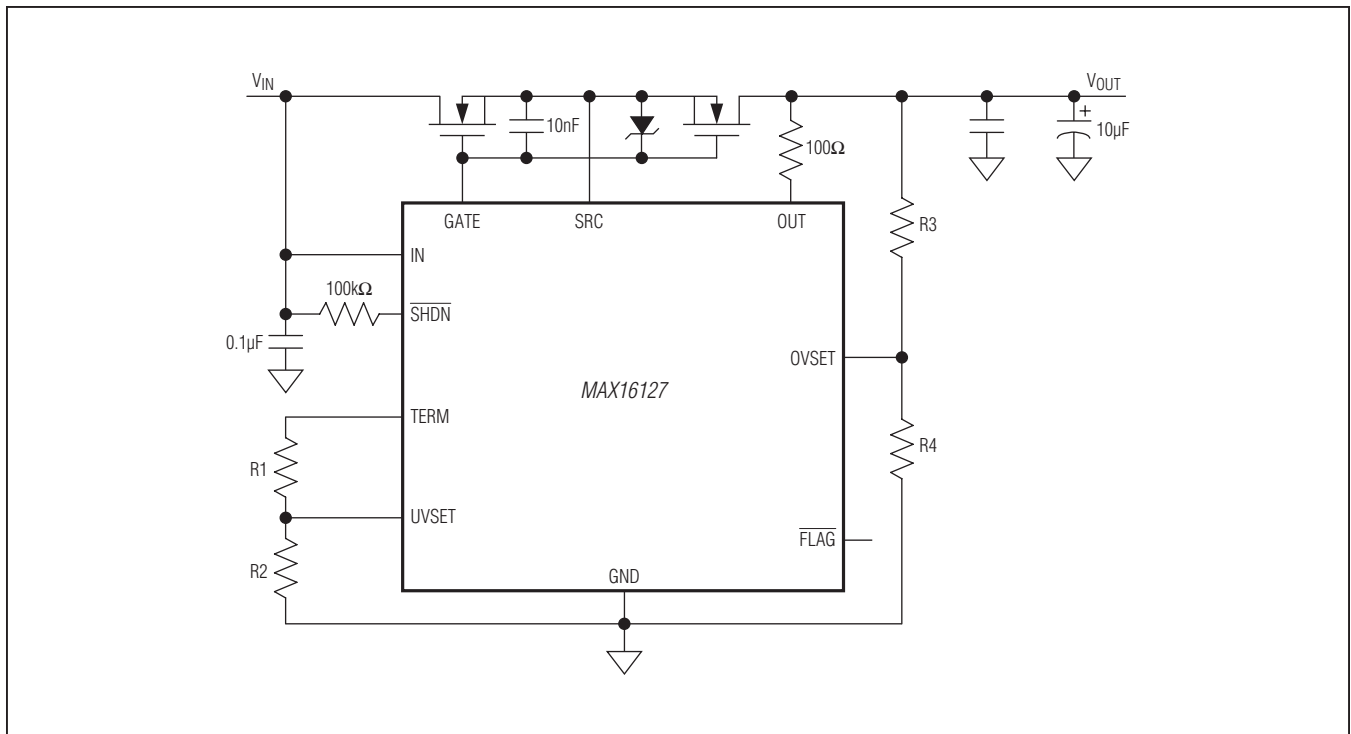 VIN
VOUT
10nF
100Ω
+
10µF
GATE
SRC
OUT
R3
IN
100kΩ
SHDN
0.1µF
OVSET
MAX16127
TERM
R4
R1
UVSET
FLAG
R2
GND